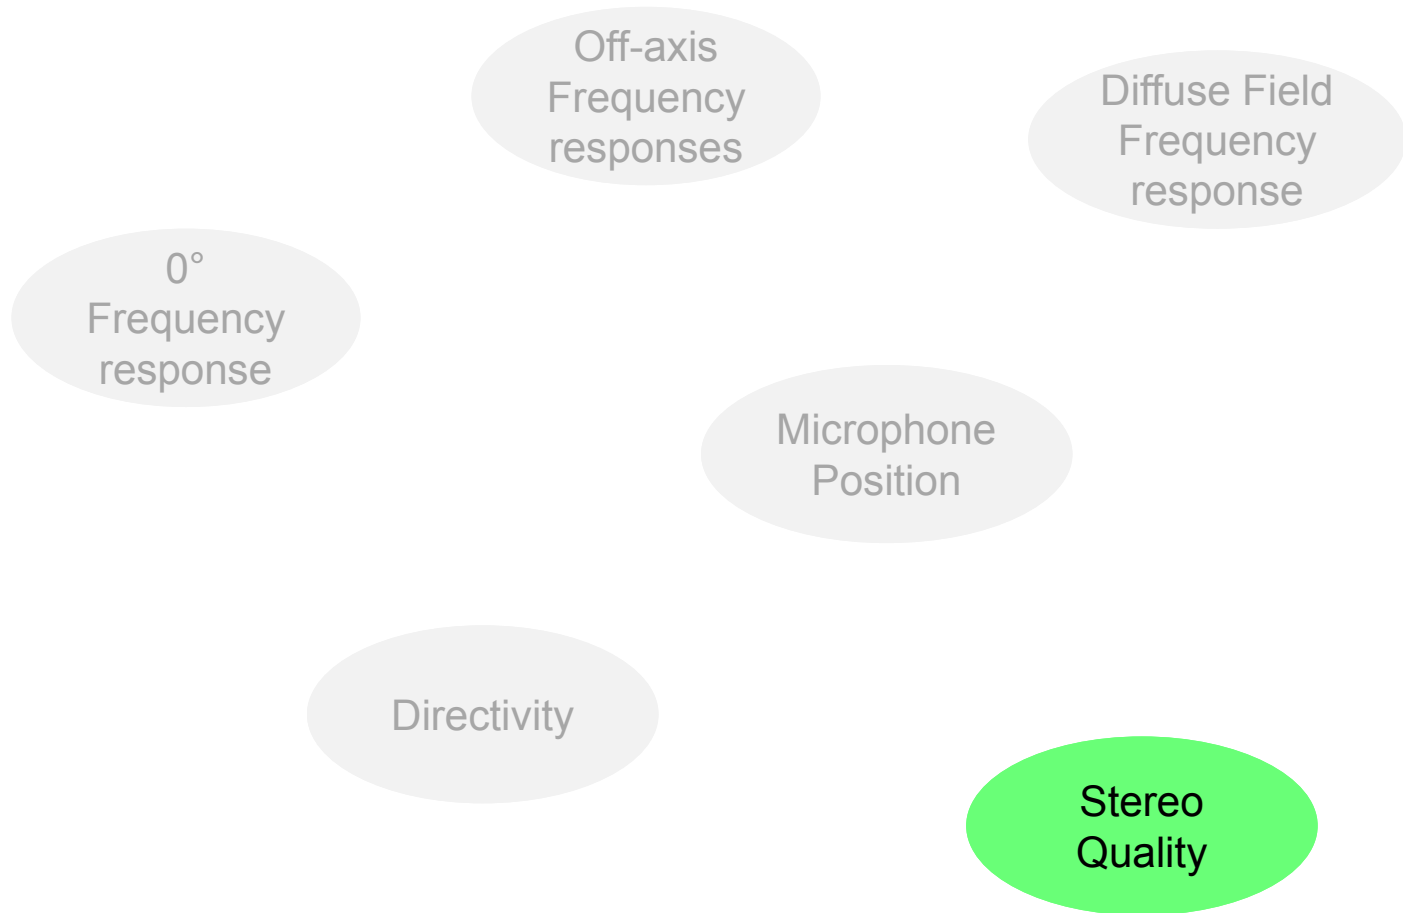 Off-axis
Frequency
responses
Diffuse Field
Frequency
response
0°
Frequency
response
Microphone
Position
Directivity
Stereo
Quality